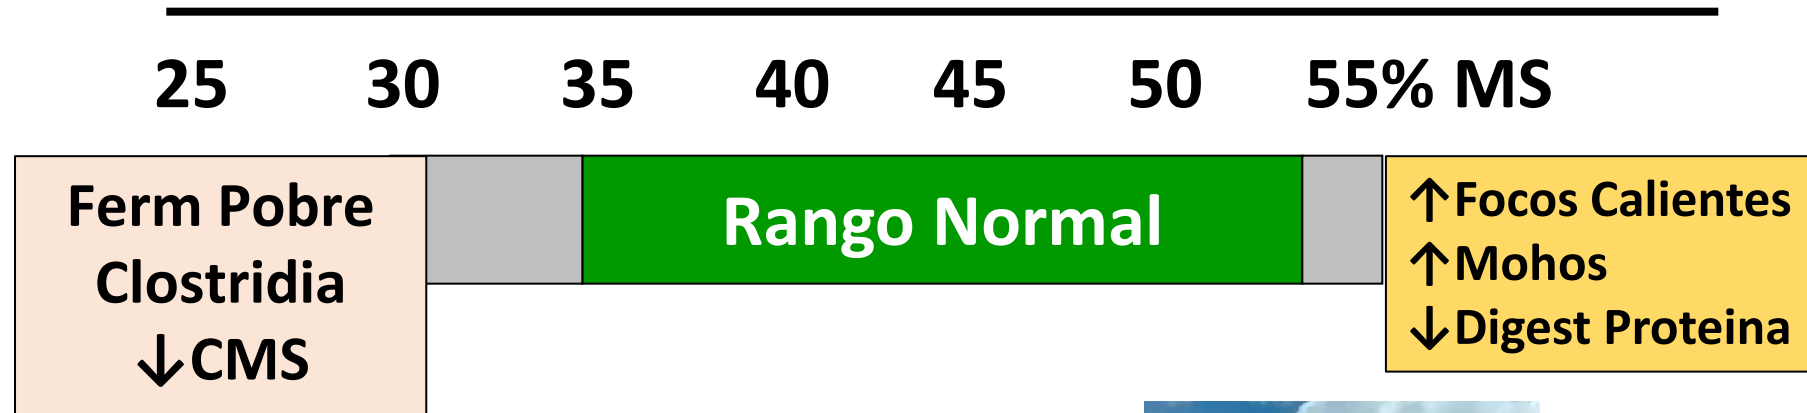 25 30 35 40 45 50 55% MS
Ferm Pobre
Clostridia
↓CMS
Rango Normal
↑Focos Calientes
↑Mohos
↓Digest Proteina